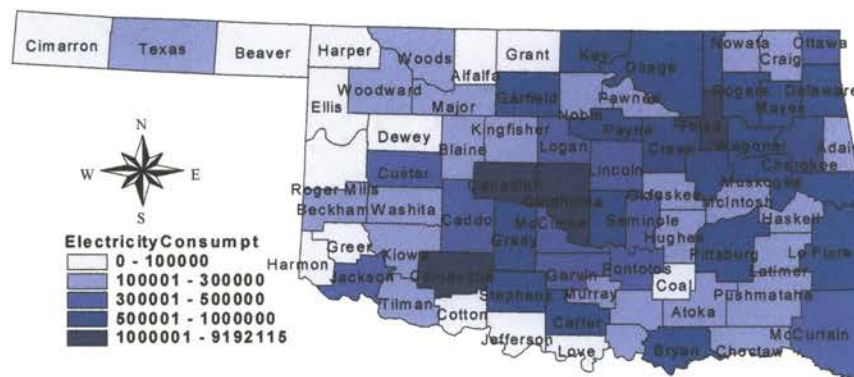 Cimarron
Texas
Beaver
Harper
Woods
Alfalfa
Grant
Kay
Osage
Nowata
Craig
Ottawa
Woodward
Major
Garfield
Noble
Pawnee
Tulsa
Rogers
Mayes
Delaware
Ellis
Dewey
Blaine
Kingfisher
Logan
Payne
Creek
Wagoner
Cherokee
Adair
N
W
E
S
Roger Mills
Custer
Canadian
Oklahoma
Lincoln
Okfuskee
Muskogee
McIntosh
Beckham
Washita
Caddo
Grady
McClain
Seminole
Hughes
Haskell
Pittsburg
Le Flore
Latimer
Greer
Kiowa
Harmon
Jackson
Comanche
Tilman
Cotton
Stephens
Garvin
Murray
Pontotoc
Coal
Atoka
Pushmataha
Jefferson
Carter
Love
Bryan
Choctaw
McCurtain
ElectricityConsumpt
0 - 100000
100001 - 300000
300001 - 500000
500001 - 1000000
1000001 - 9192115